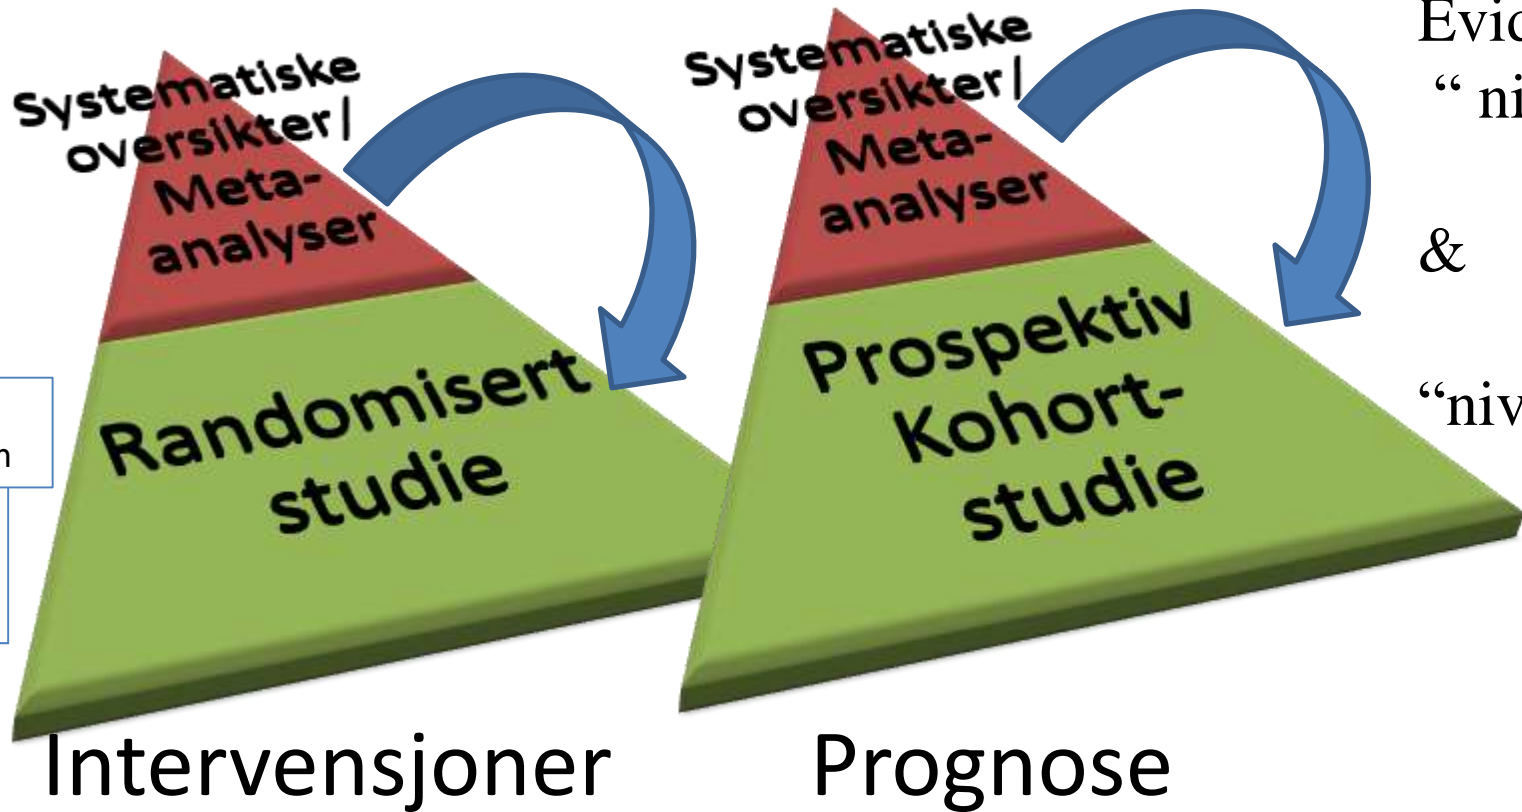 Systematiske
oversikter/
Meta-
analyser
Randomisert
studie
Intervensjoner
Systematiske
oversikter/
Meta-
analyser
Prospektiv
Kohort-
studie
Prognose
&